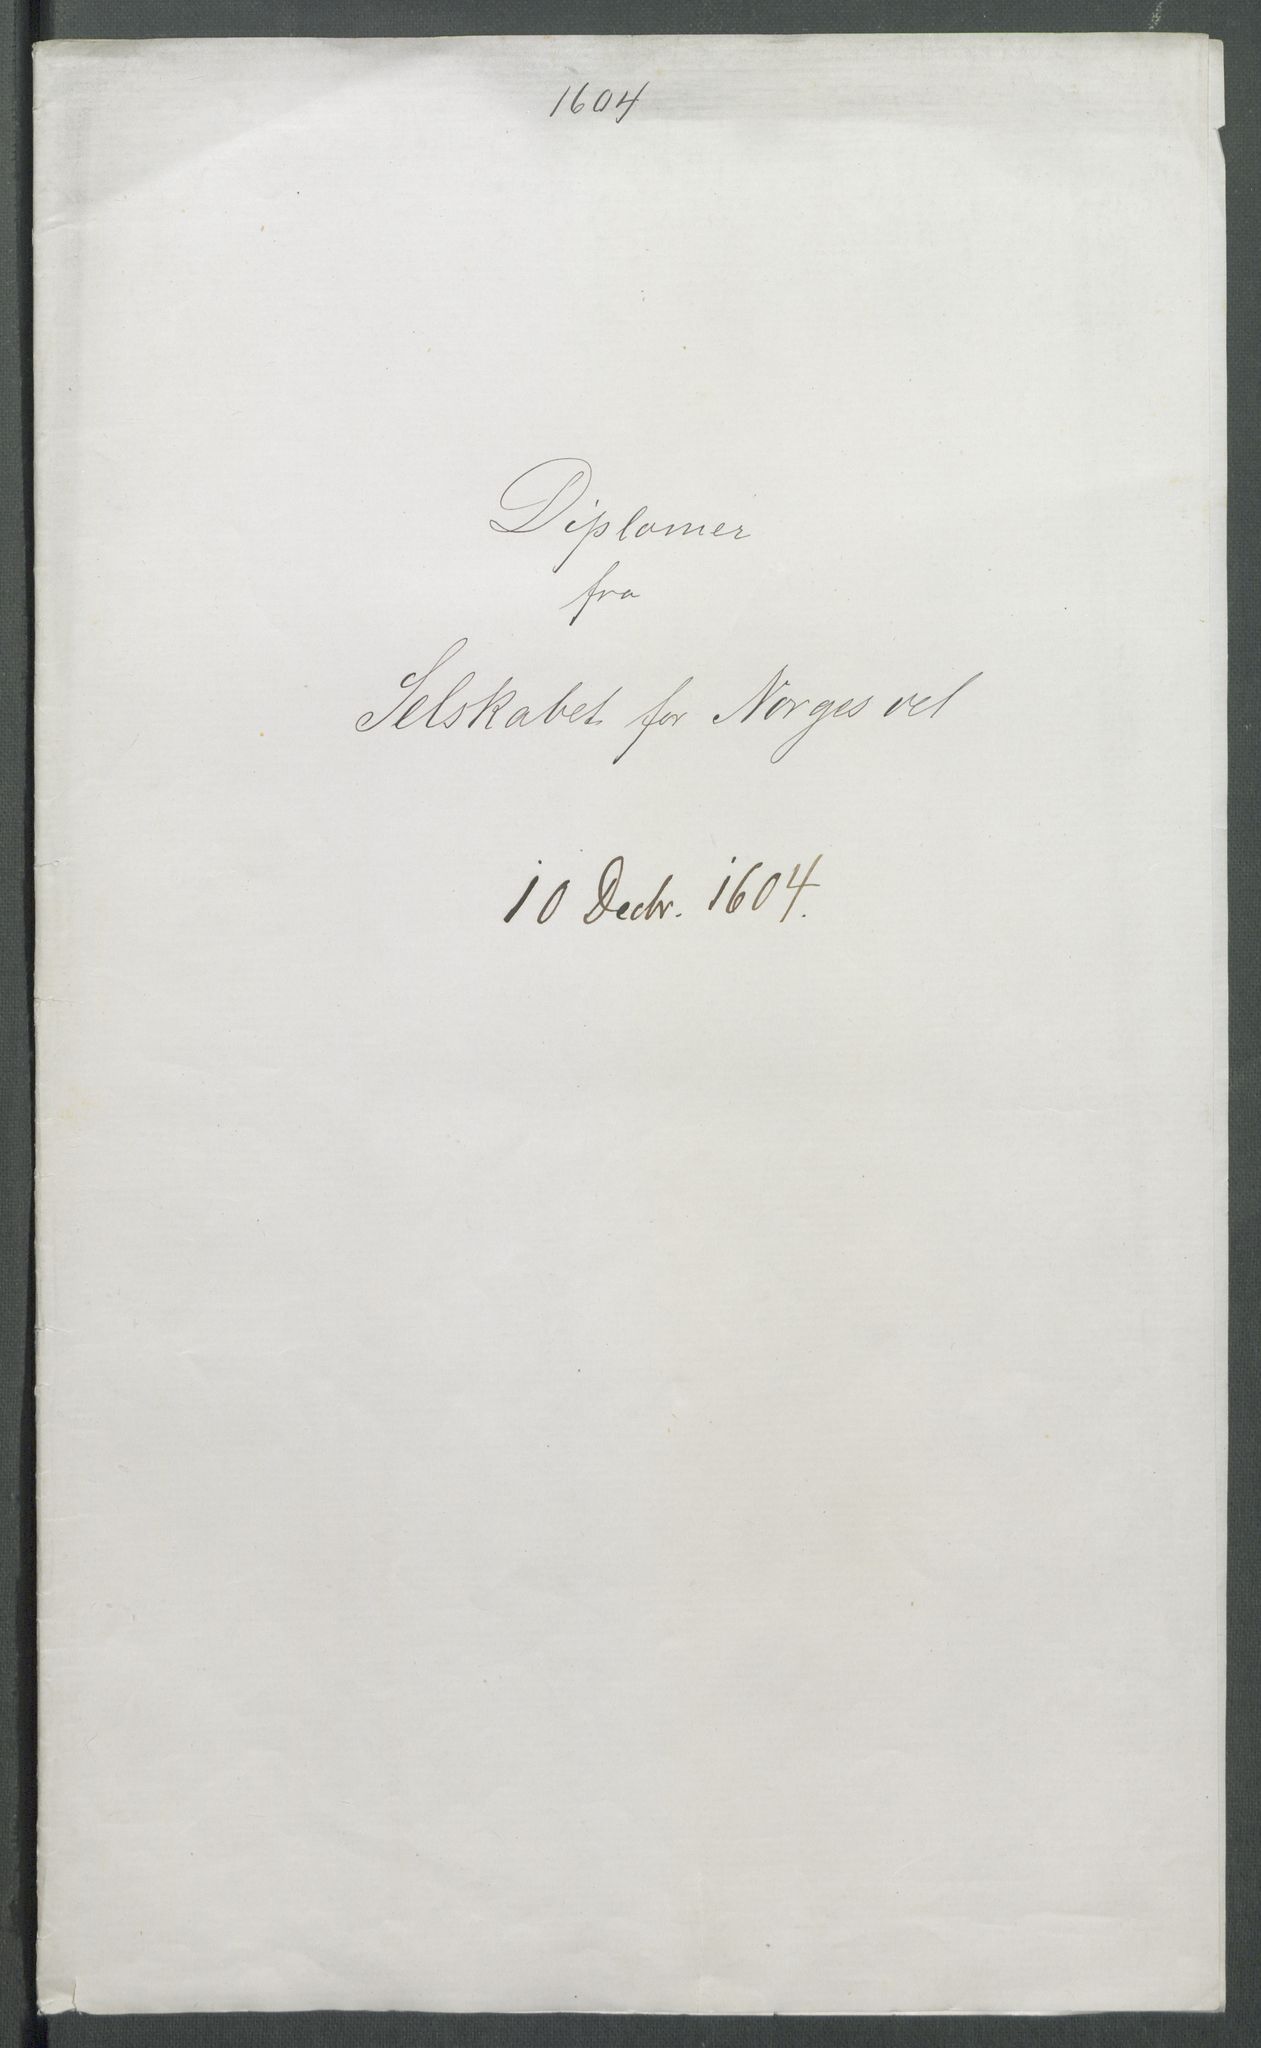 1604
Diplomer
fra
Selskabet for Norges vel
10 Decbr. 1604.